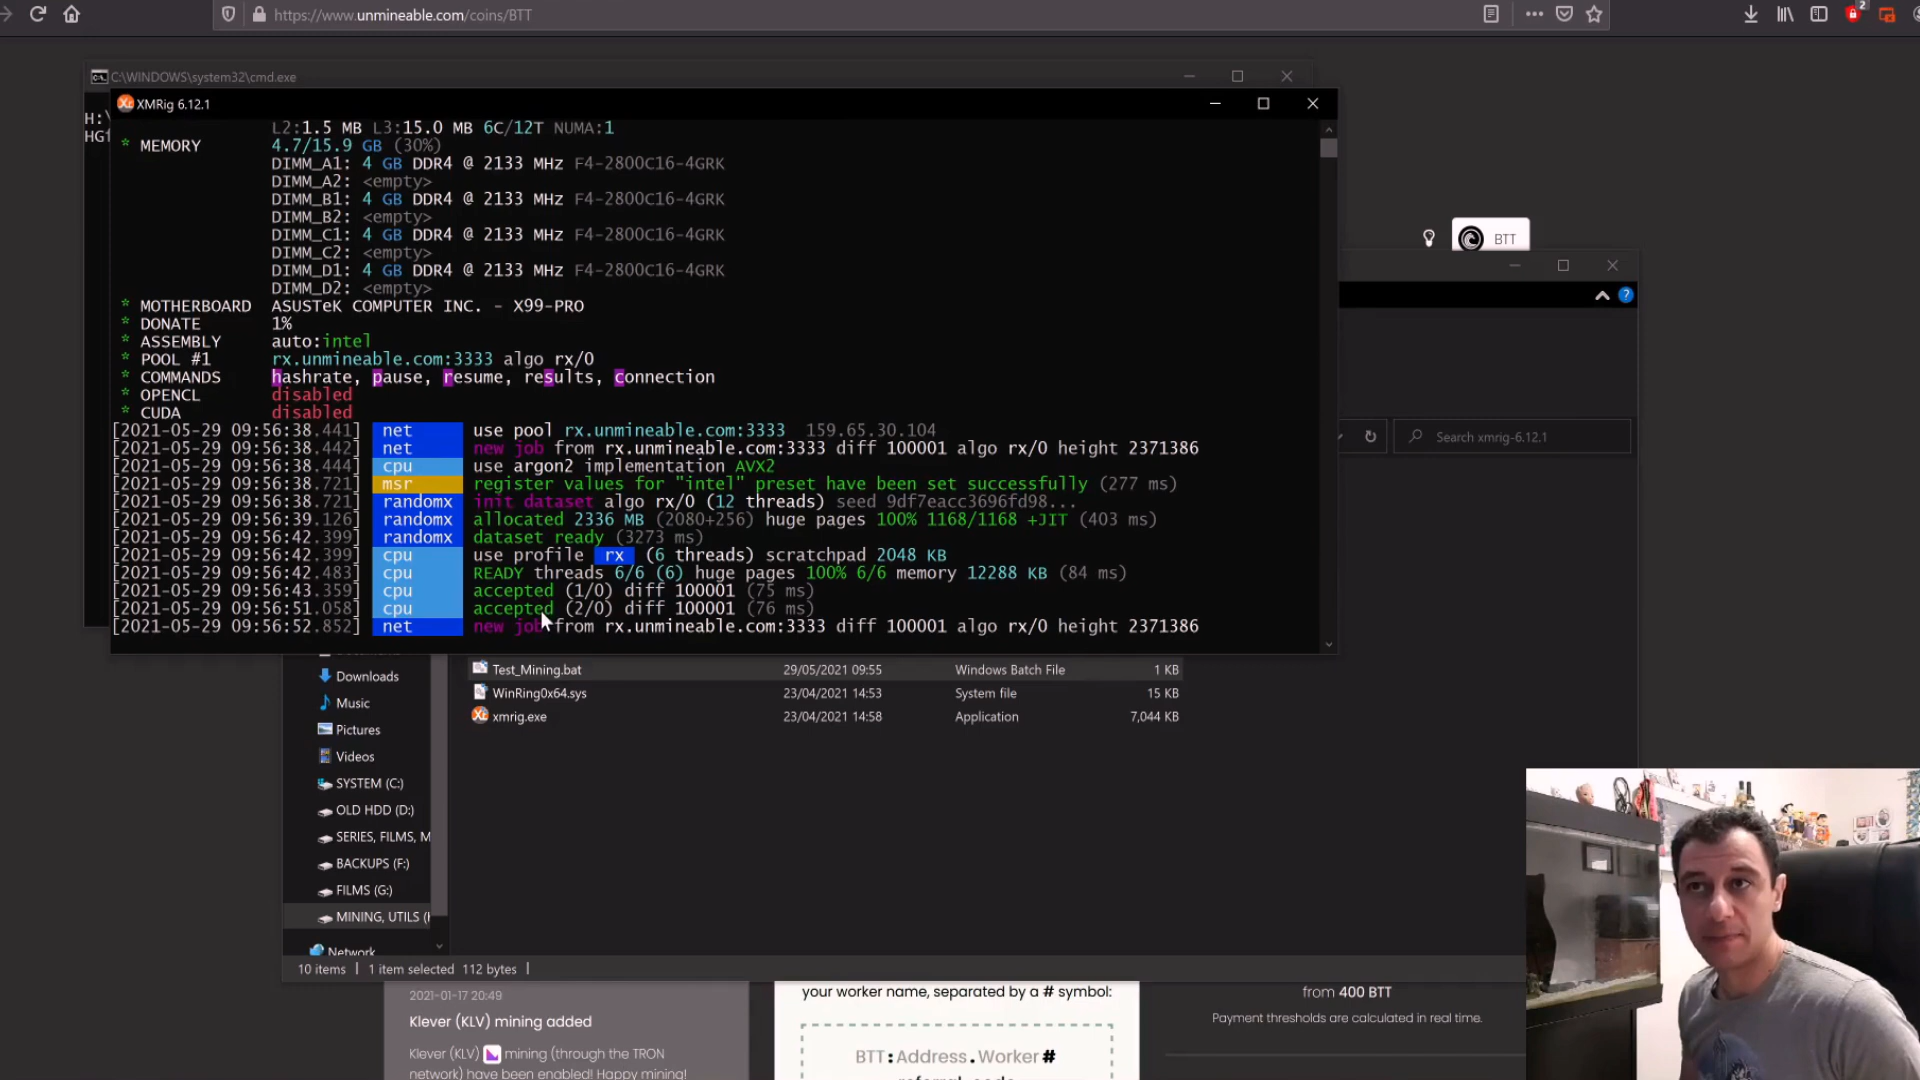 https://www.unmineable.com/coins/BTT
2
C:\WINDOWS\system32\cmd.exe
H:\
HGf
XMRig 6.12.1
L2:1.5 MB L3:15.0 MB 6C/12T NUMA:1
* MEMORY 4.7/15.9 GB (30%)
DIMM_A1: 4 GB DDR4 @ 2133 MHz F4-2800C16-4GRK
DIMM_A2: <empty>
DIMM_B1: 4 GB DDR4 @ 2133 MHz F4-2800C16-4GRK
DIMM_B2: <empty>
DIMM_C1: 4 GB DDR4 @ 2133 MHz F4-2800C16-4GRK
DIMM_C2: <empty>
DIMM_D1: 4 GB DDR4 @ 2133 MHz F4-2800C16-4GRK
DIMM_D2: <empty>
* MOTHERBOARD ASUSTeK COMPUTER INC. - X99-PRO
* DONATE 1%
* ASSEMBLY auto:intel
* POOL #1 rx.unmineable.com:3333 algo rx/0
* COMMANDS hashrate, pause, resume, results, connection
* OPENCL disabled
* CUDA disabled
[2021-05-29 09:56:38.441] net use pool rx.unmineable.com:3333 159.65.30.104
[2021-05-29 09:56:38.442] net new job from rx.unmineable.com:3333 diff 100001 algo rx/0 height 2371386
[2021-05-29 09:56:38.444] cpu use argon2 implementation AVX2
[2021-05-29 09:56:38.721] msr register values for "intel" preset have been set successfully (277 ms)
[2021-05-29 09:56:38.721] randomx init dataset algo rx/0 (12 threads) seed 9df7eacc3696fd98...
[2021-05-29 09:56:39.126] randomx allocated 2336 MB (2080+256) huge pages 100% 1168/1168 +JIT (403 ms)
[2021-05-29 09:56:42.399] randomx dataset ready (3273 ms)
[2021-05-29 09:56:42.399] cpu use profile rx (6 threads) scratchpad 2048 KB
[2021-05-29 09:56:42.483] cpu READY threads 6/6 (6) huge pages 100% 6/6 memory 12288 KB (84 ms)
[2021-05-29 09:56:43.359] cpu accepted (1/0) diff 100001 (75 ms)
[2021-05-29 09:56:51.058] cpu accepted (2/0) diff 100001 (76 ms)
[2021-05-29 09:56:52.852] net new job from rx.unmineable.com:3333 diff 100001 algo rx/0 height 2371386
BTT
Search xmrig-6.12.1
Test_Mining.bat 29/05/2021 09:55 Windows Batch File 1 KB
WinRing0x64.sys 23/04/2021 14:53 System file 15 KB
xmrig.exe 23/04/2021 14:58 Application 7,044 KB
Downloads
Music
Pictures
Videos
SYSTEM (C:)
OLD HDD (D:)
SERIES, FILMS, M
BACKUPS (F:)
FILMS (G:)
MINING, UTILS (
Network
10 items 1 item selected 112 bytes
2021-01-17 20:49
Klever (KLV) mining added
Klever (KLV) mining (through the TRON
network) have been enabled! Happy mining!
your worker name, separated by a # symbol:
BTT:Address.Worker#
from 400 BTT
Payment thresholds are calculated in real time.